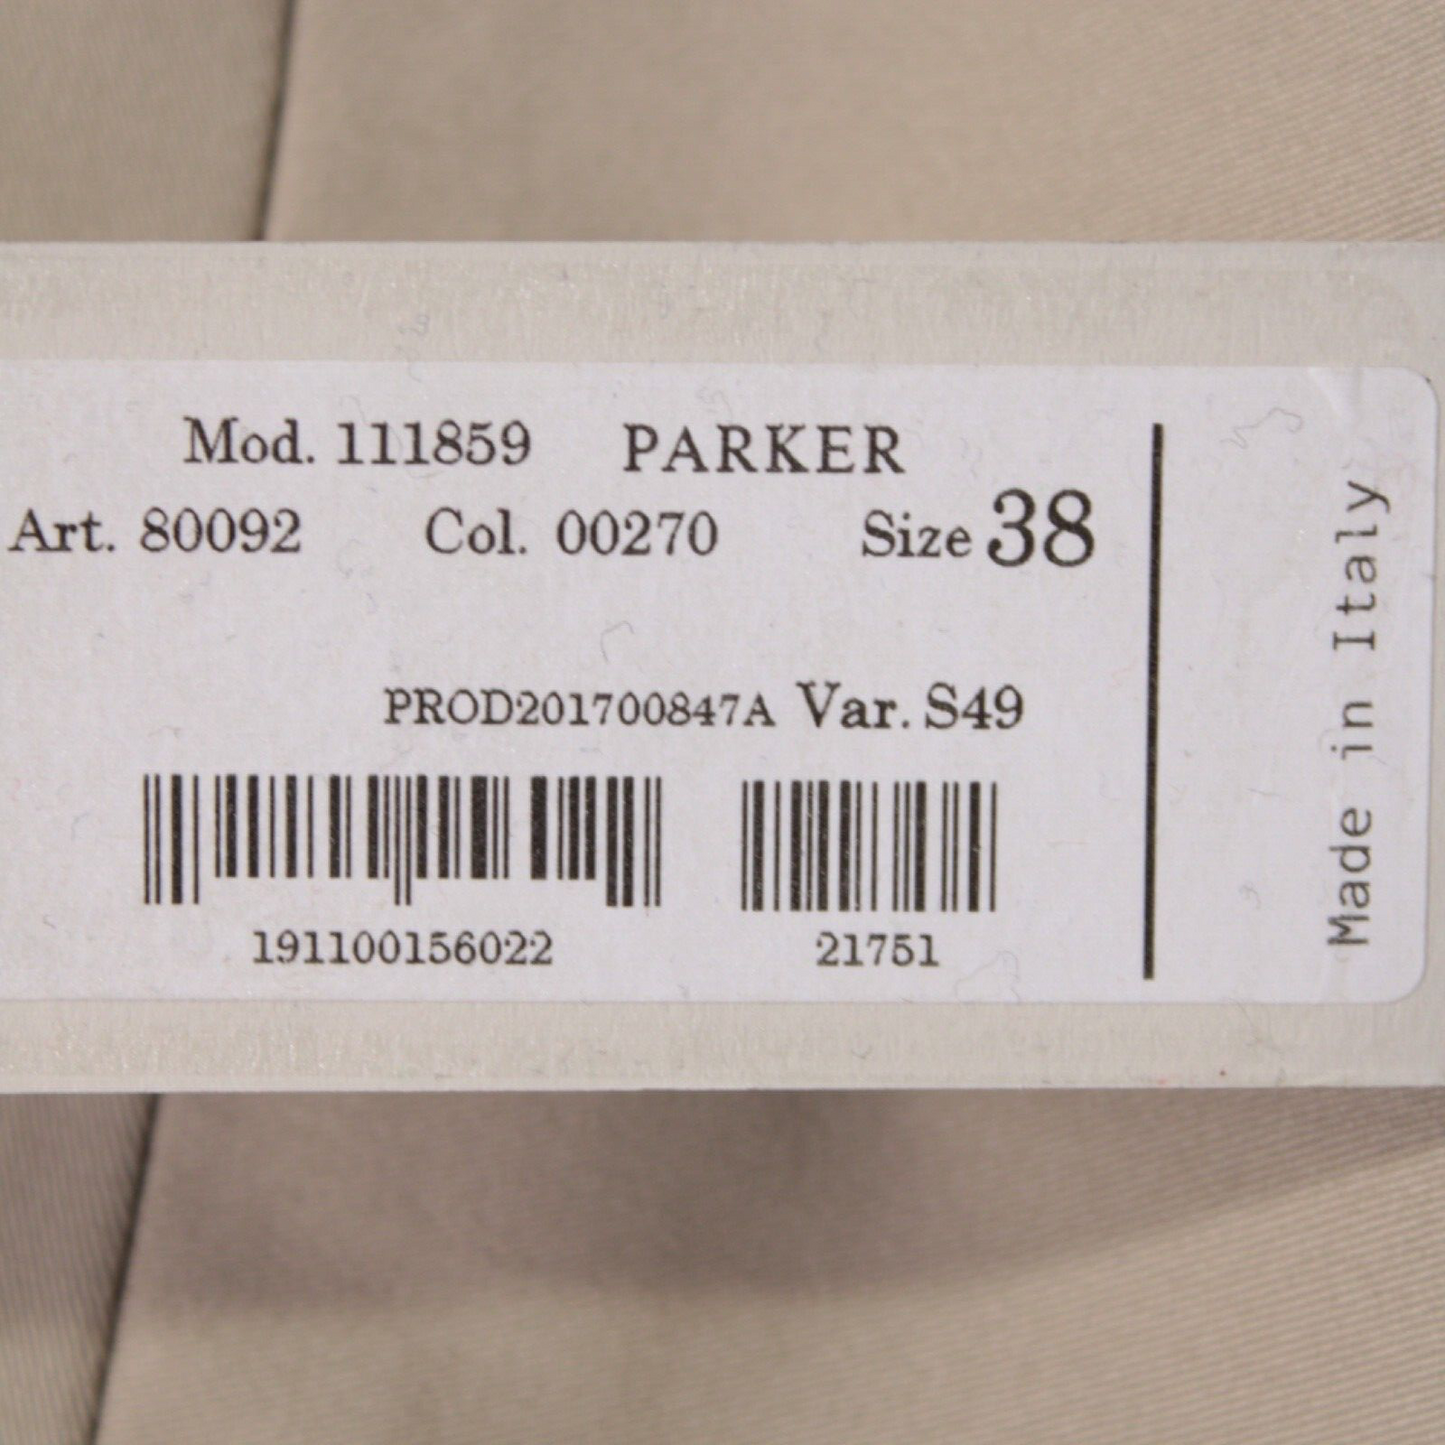 Mod. 111859 PARKER
Art. 80092 Col. 00270 Size 38
PROD201700847A Var. S49
191100156022 21751
Made in Italy